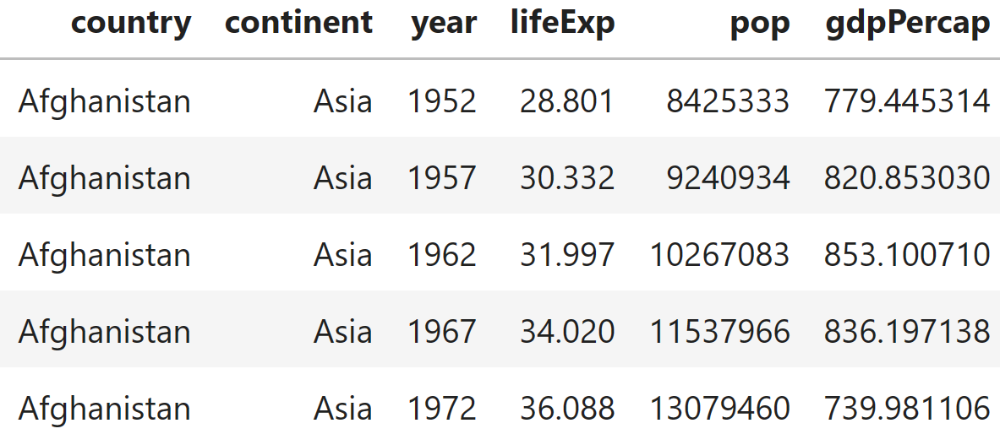 country continent year lifeExp pop gdpPercap
Afghanistan Asia 1952 28.801 8425333 779.445314
Afghanistan Asia 1957 30.332 9240934 820.853030
Afghanistan Asia 1962 31.997 10267083 853.100710
Afghanistan Asia 1967 34.020 11537966 836.197138
Afghanistan Asia 1972 36.088 13079460 739.981106